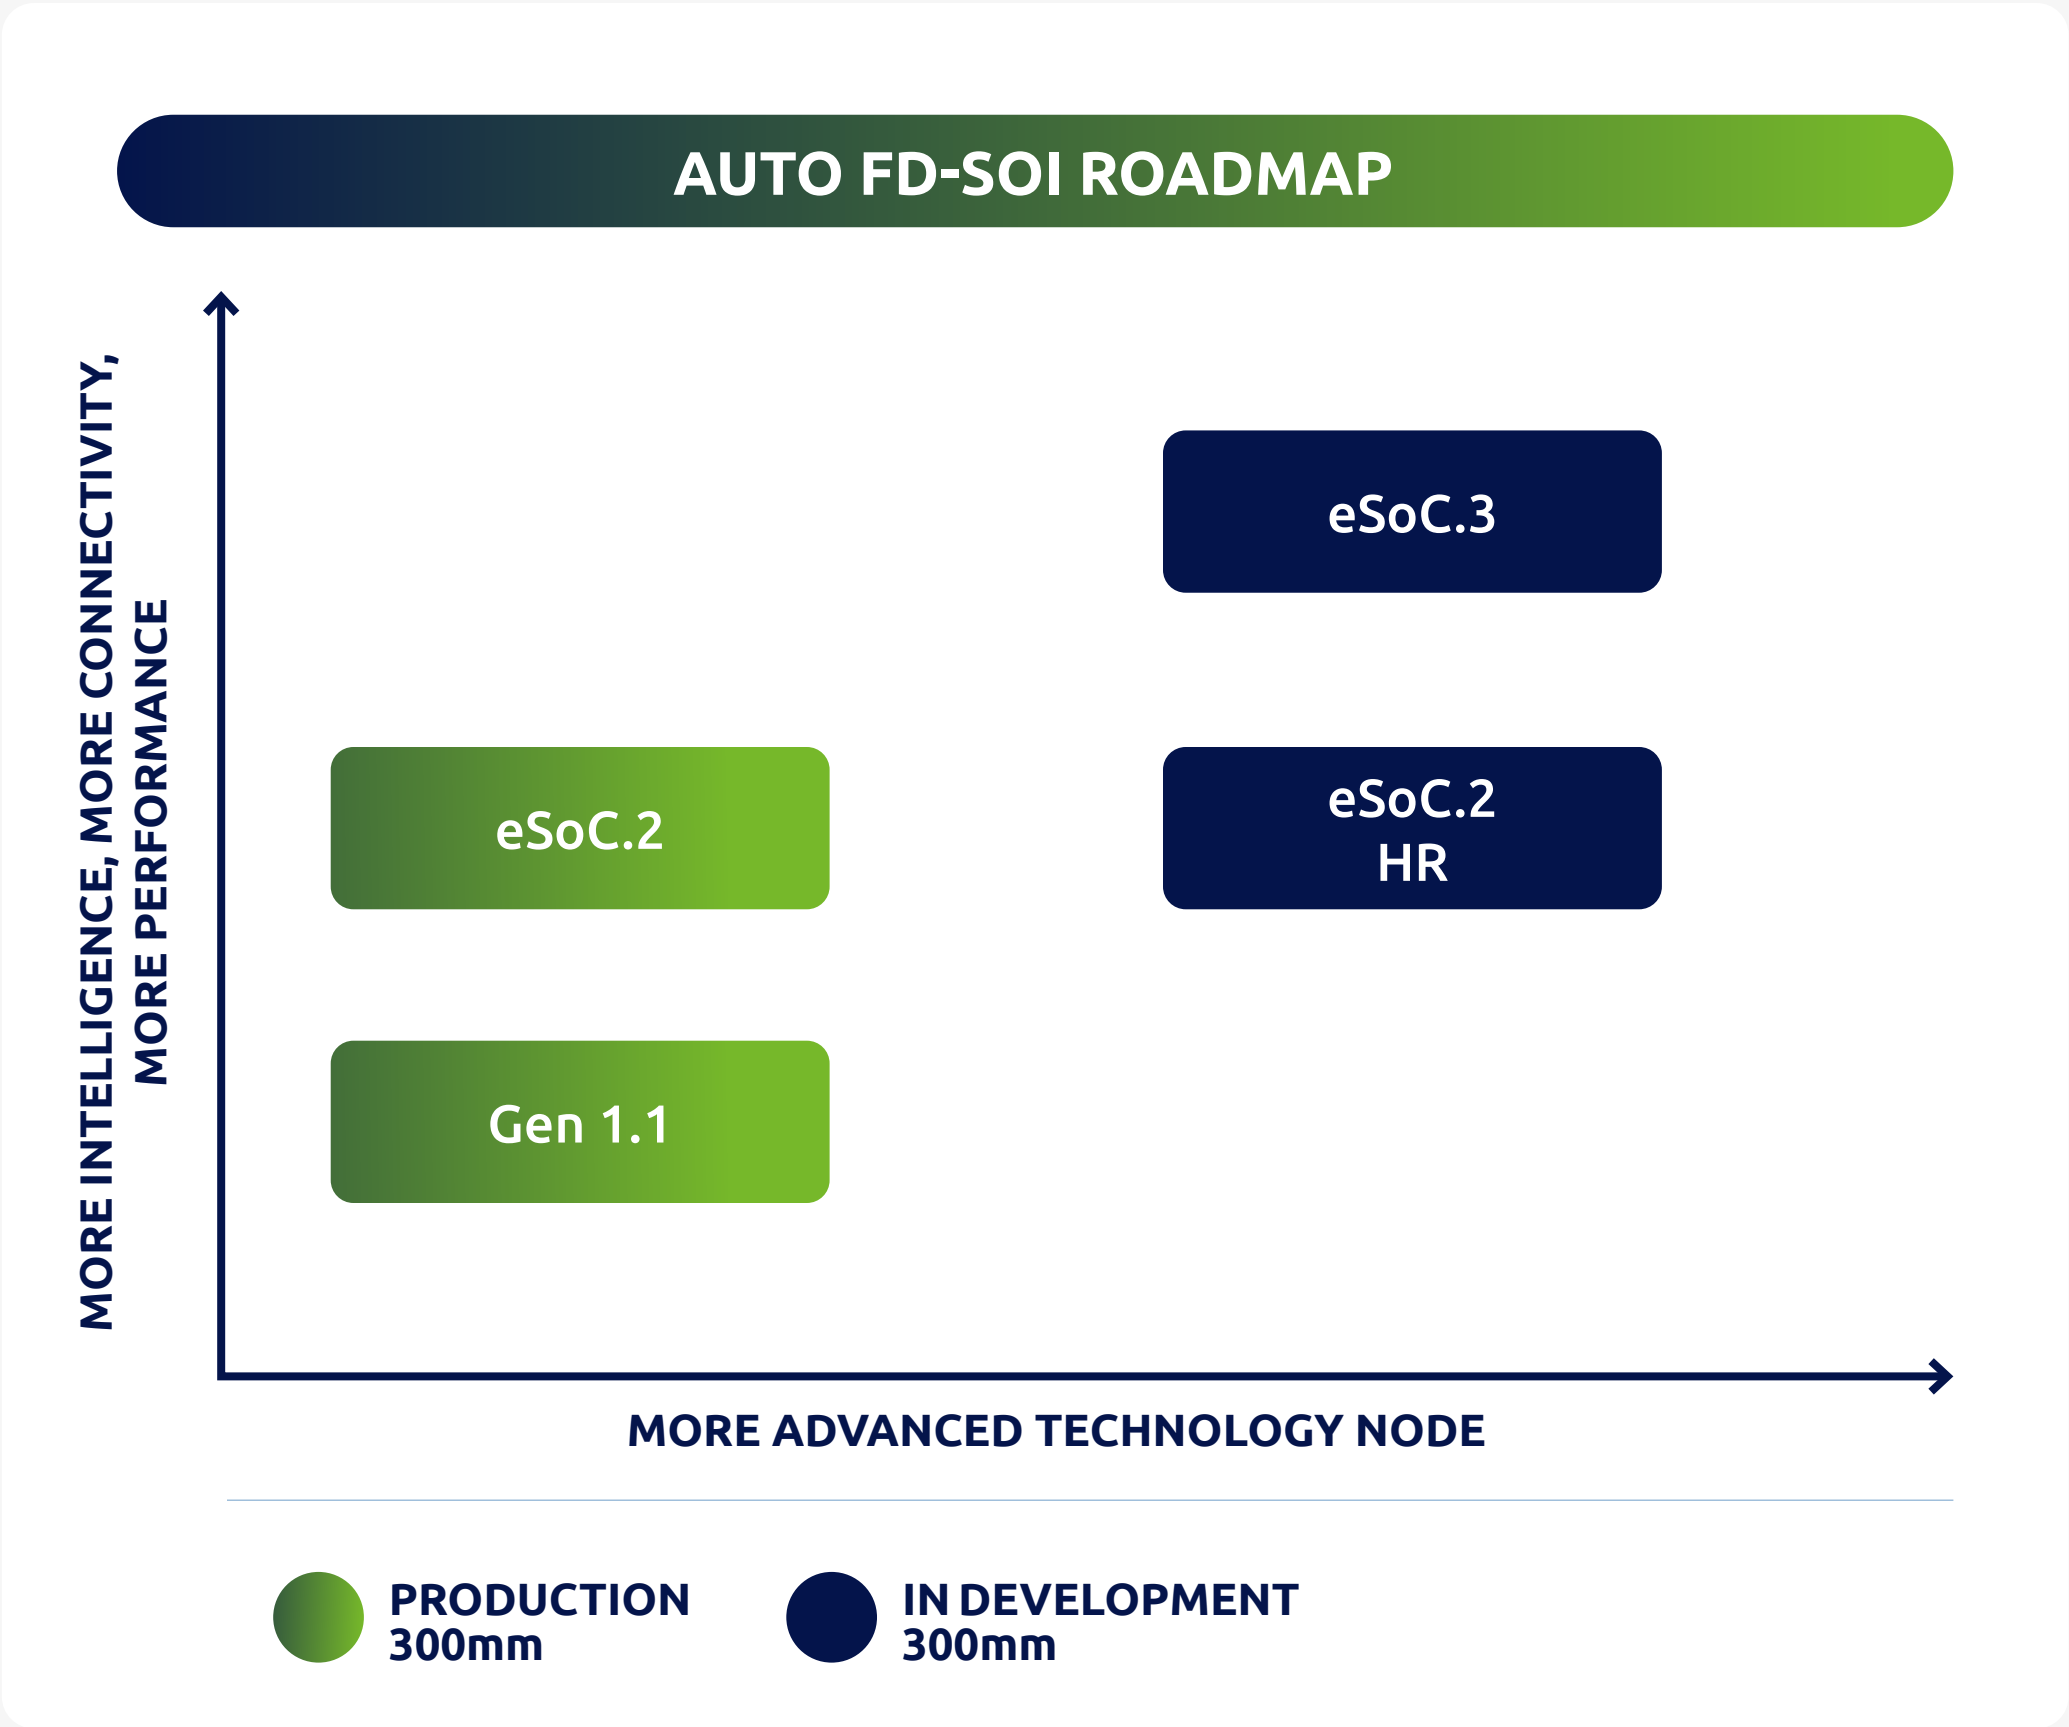 AUTO FD-SOI ROADMAP
MORE INTELLIGENCE, MORE CONNECTIVITY,
MORE PERFORMANCE
eSoC.3
eSoC.2
eSoC.2
HR
Gen 1.1
MORE ADVANCED TECHNOLOGY NODE
PRODUCTION
300mm
IN DEVELOPMENT
300mm